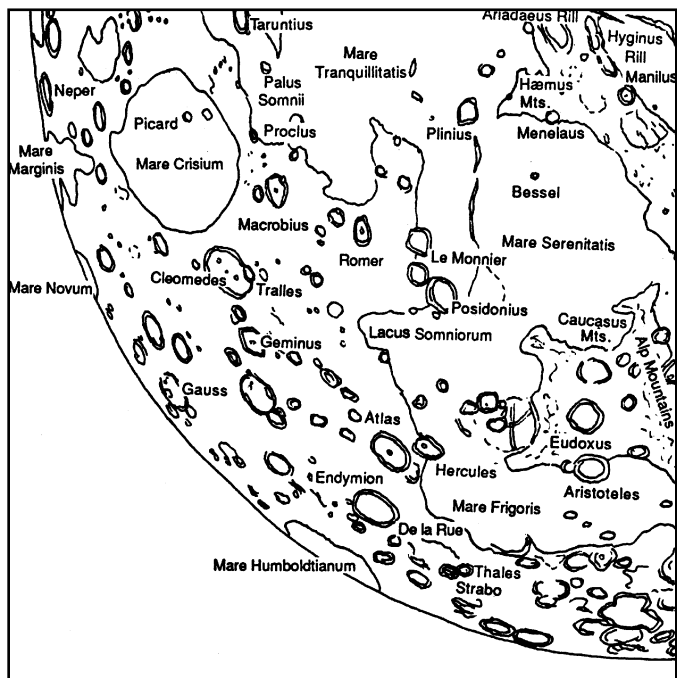 Taruntius
Ariadaeus Rill
Hyginus
Rill
Mare
Tranquillitatis
Manilus
Neper
Palus
Somnii
Hæmus
Mts.
Picard
Proclus
Plinius
Menelaus
Mare
Marginis
Mare Crisium
Bessel
Macrobius
Mare Serenitatis
Romer
Le Monnier
Cleomedes
Tralles
Mare Novum
Posidonius
Caucasus
Mts.
Lacus Somniorum
Geminus
Alp Mountains
Gauss
Atlas
Eudoxus
Hercules
Endymion
Aristoteles
Mare Frigoris
De la Rue
Mare Humboldtianum
Thales
Strabo